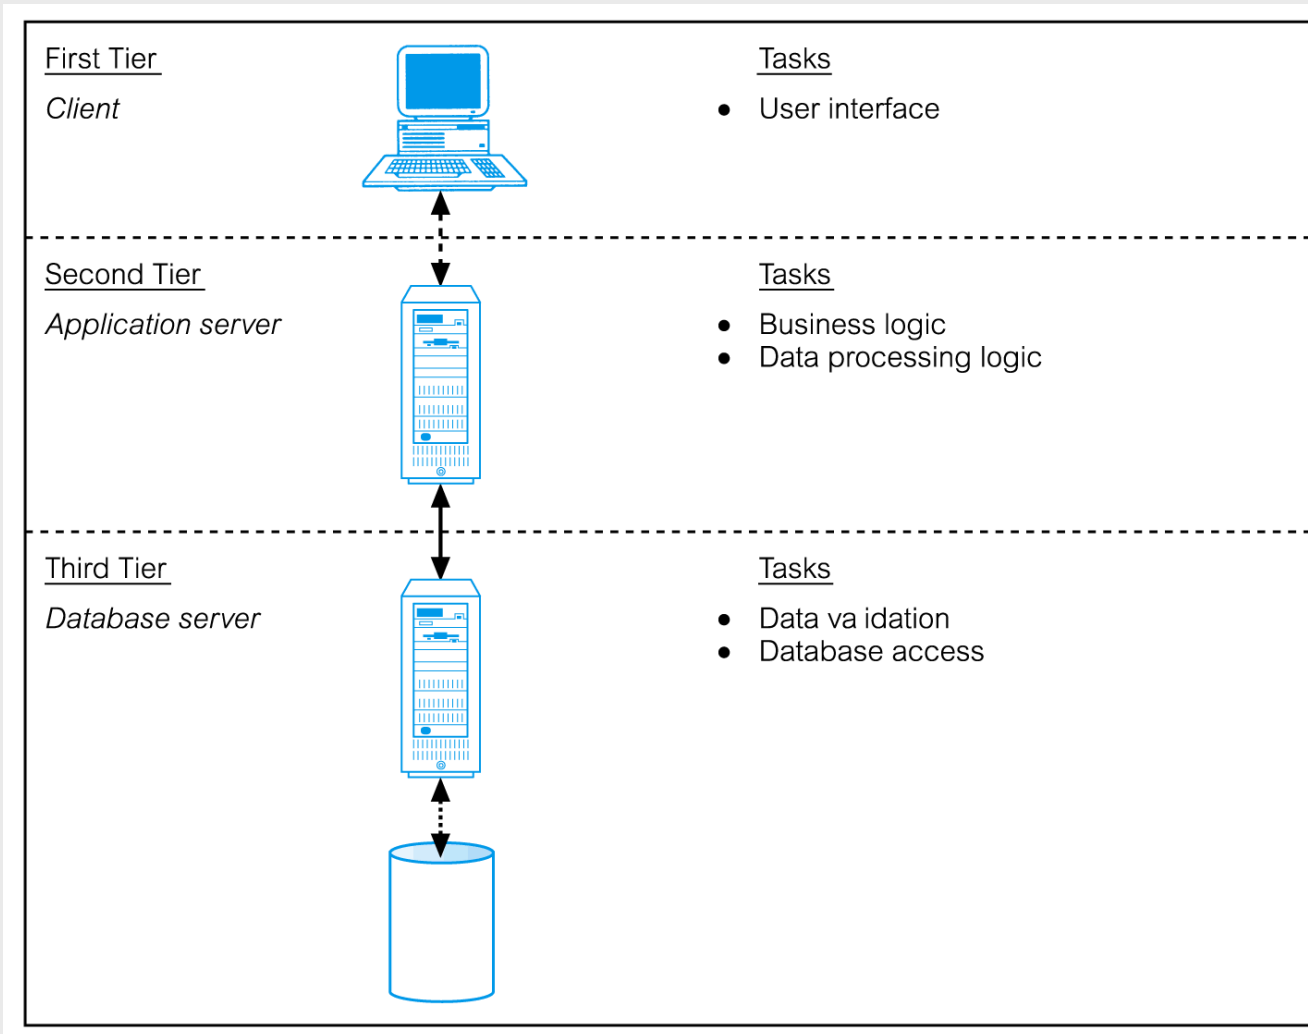 First Tier
Tasks
Client
● User interface
Second Tier
Tasks
Application server
● Business logic
● Data processing logic
Third Tier
Tasks
Database server
● Data va idation
● Database access